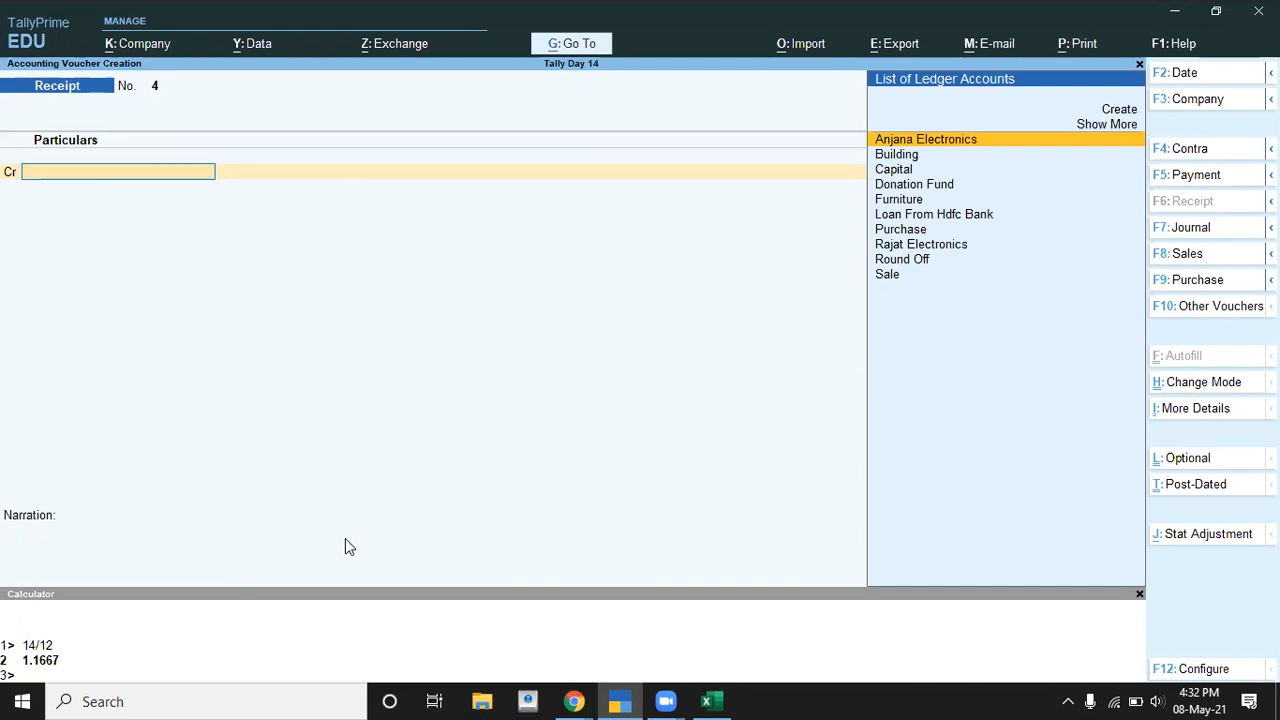 TallyPrime
EDU
MANAGE
K: Company
Y: Data
Z: Exchange
G: Go To
O: Import
E: Export
M: E-mail
P: Print
F1: Help
Accounting Voucher Creation
Tally Day 14
Receipt No. 4
Particulars
Cr
Narration:
List of Ledger Accounts
Create
Show More
Anjana Electronics
Building
Capital
Donation Fund
Furniture
Loan From Hdfc Bank
Purchase
Rajat Electronics
Round Off
Sale
F2: Date
F3: Company
F4: Contra
F5: Payment
F6: Receipt
F7: Journal
F8: Sales
F9: Purchase
F10: Other Vouchers
F: Autofill
H: Change Mode
I: More Details
L: Optional
T: Post-Dated
J: Stat Adjustment
F12: Configure
Calculator
1> 14/12
2 1.1667
3>
Search
4:32 PM
08-May-21